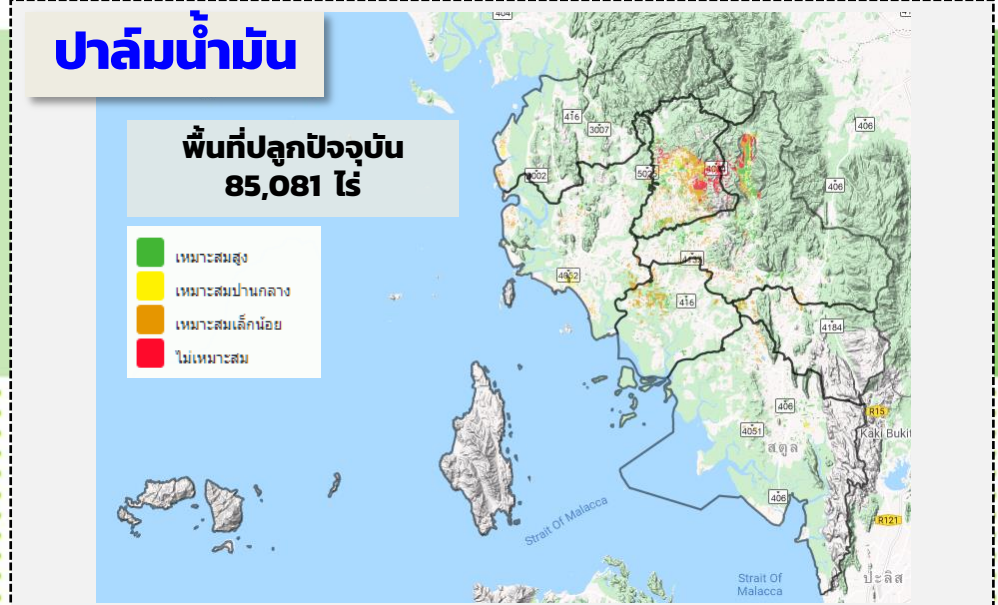 ปาล์มน้ำมัน
พื้นที่ปลูกปัจจุบัน
85,081 ไร่
เหมาะสมสูง
เหมาะสมปานกลาง
เหมาะสมเล็กน้อย
ไม่เหมาะสม
404
416
3007
406
406
4052
416
4184
406
R15
Kaki Bukit
4051
สตูล
406
R121
Strait Of Malacca
Strait Of
Malacca
ปะลิส